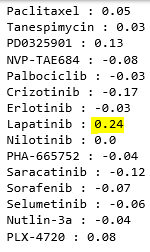 Paclitaxel : 0.05
Tanespimycin : 0.03
PD0325901 : 0.13
NVP-TAE684 : -0.08
Palbociclib : -0.03
Crizotinib : -0.17
Erlotinib : -0.03
Lapatinib : 0.24
Nilotinib : 0.0
PHA-665752 : -0.04
Saracatinib : -0.12
Sorafenib : -0.07
Selumetinib : -0.06
Nutlin-3a : -0.04
PLX-4720 : 0.08